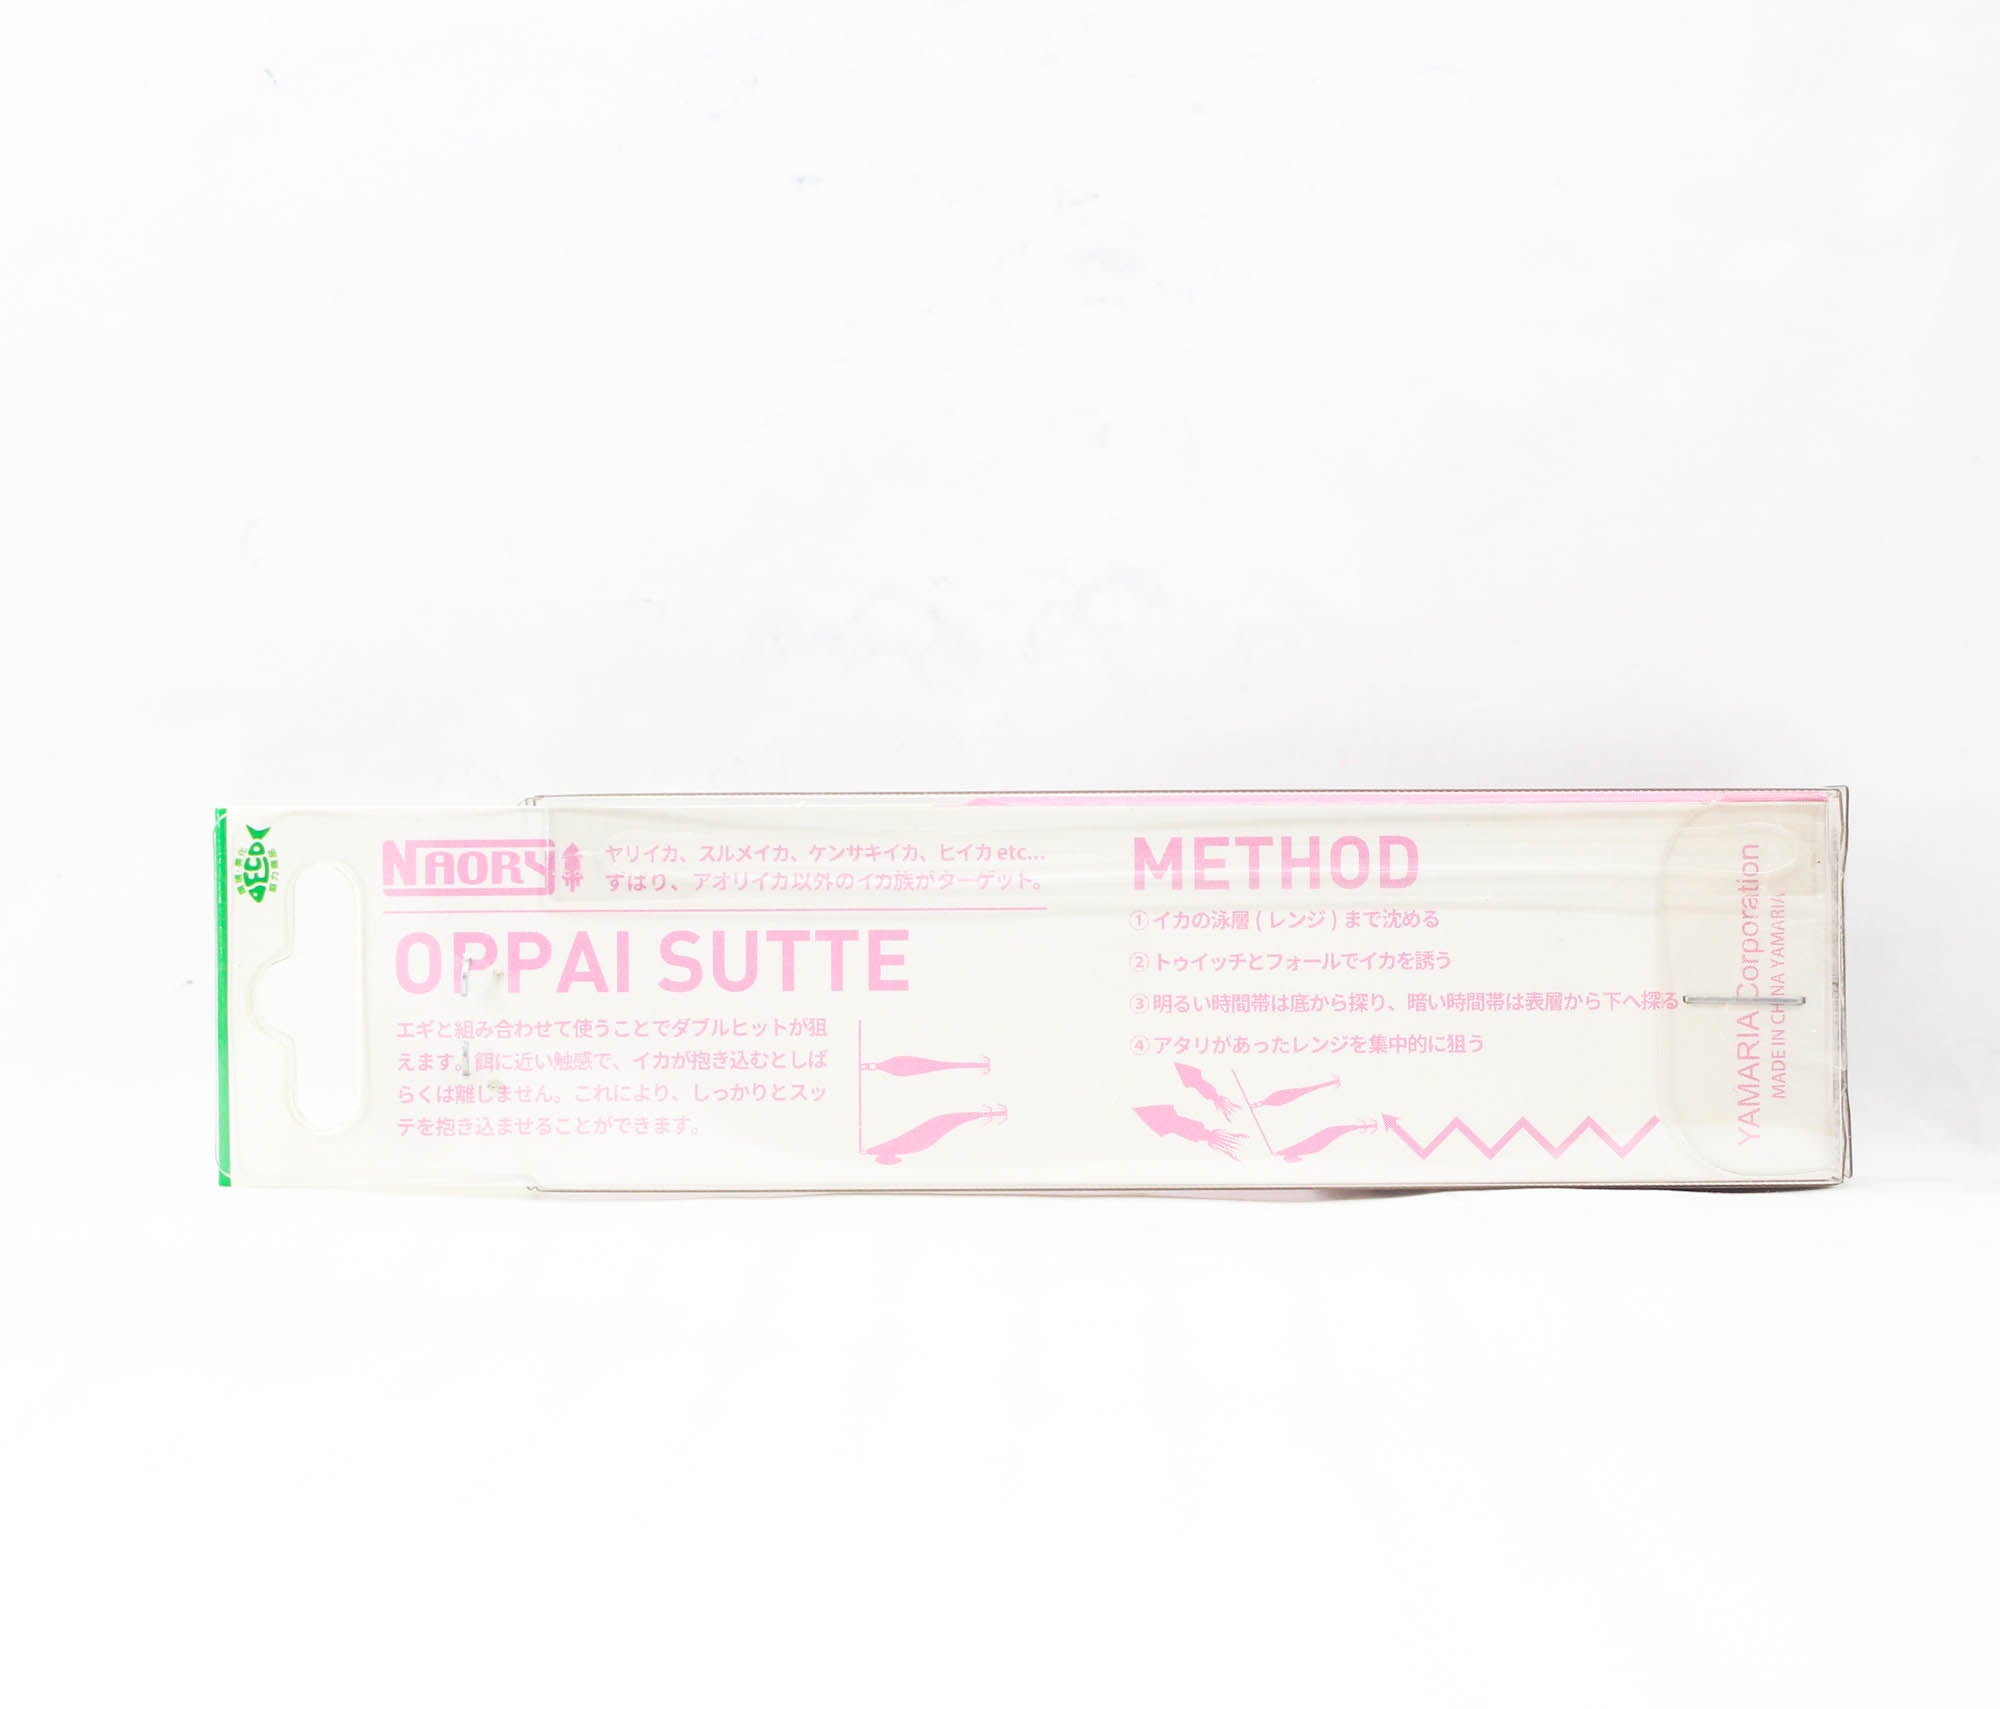 ECO
NAORY
ヤリイカ、スルメイカ、ケンサキイカ、ヒイカ etc...
ずはり、アオリイカ以外のイカ族がターゲット。
OPPAI SUTTE
エギと組み合わせて使うことでダブルヒットが狙
えます。餌に近い触感で、イカが抱き込むとしば
らくは離しません。これにより、しっかりとスッ
テを抱き込ませることができます。
METHOD
①イカの泳層 ( レンジ ) まで沈める
②トゥイッチとフォールでイカを誘う
③明るい時間帯は底から探り、暗い時間帯は表層から下へ探る
④アタリがあったレンジを集中的に狙う
YAMARIA Corporation
MADE IN CHINA YAMARIA